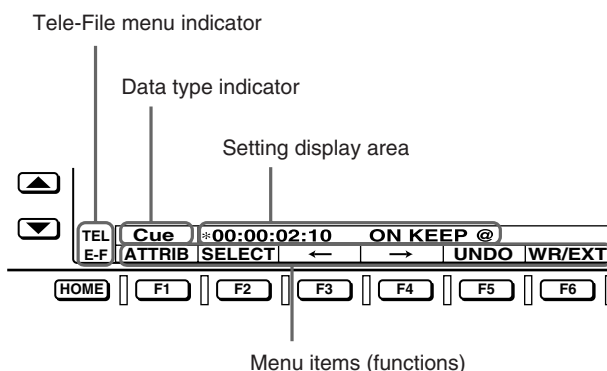 Tele-File menu indicator
Data type indicator
Setting display area
TEL Cue *00:00:02:10 ON KEEP @
E-F ATTRIB SELECT ← → UNDO WR/EXT
HOME F1 F2 F3 F4 F5 F6
Menu items (functions)